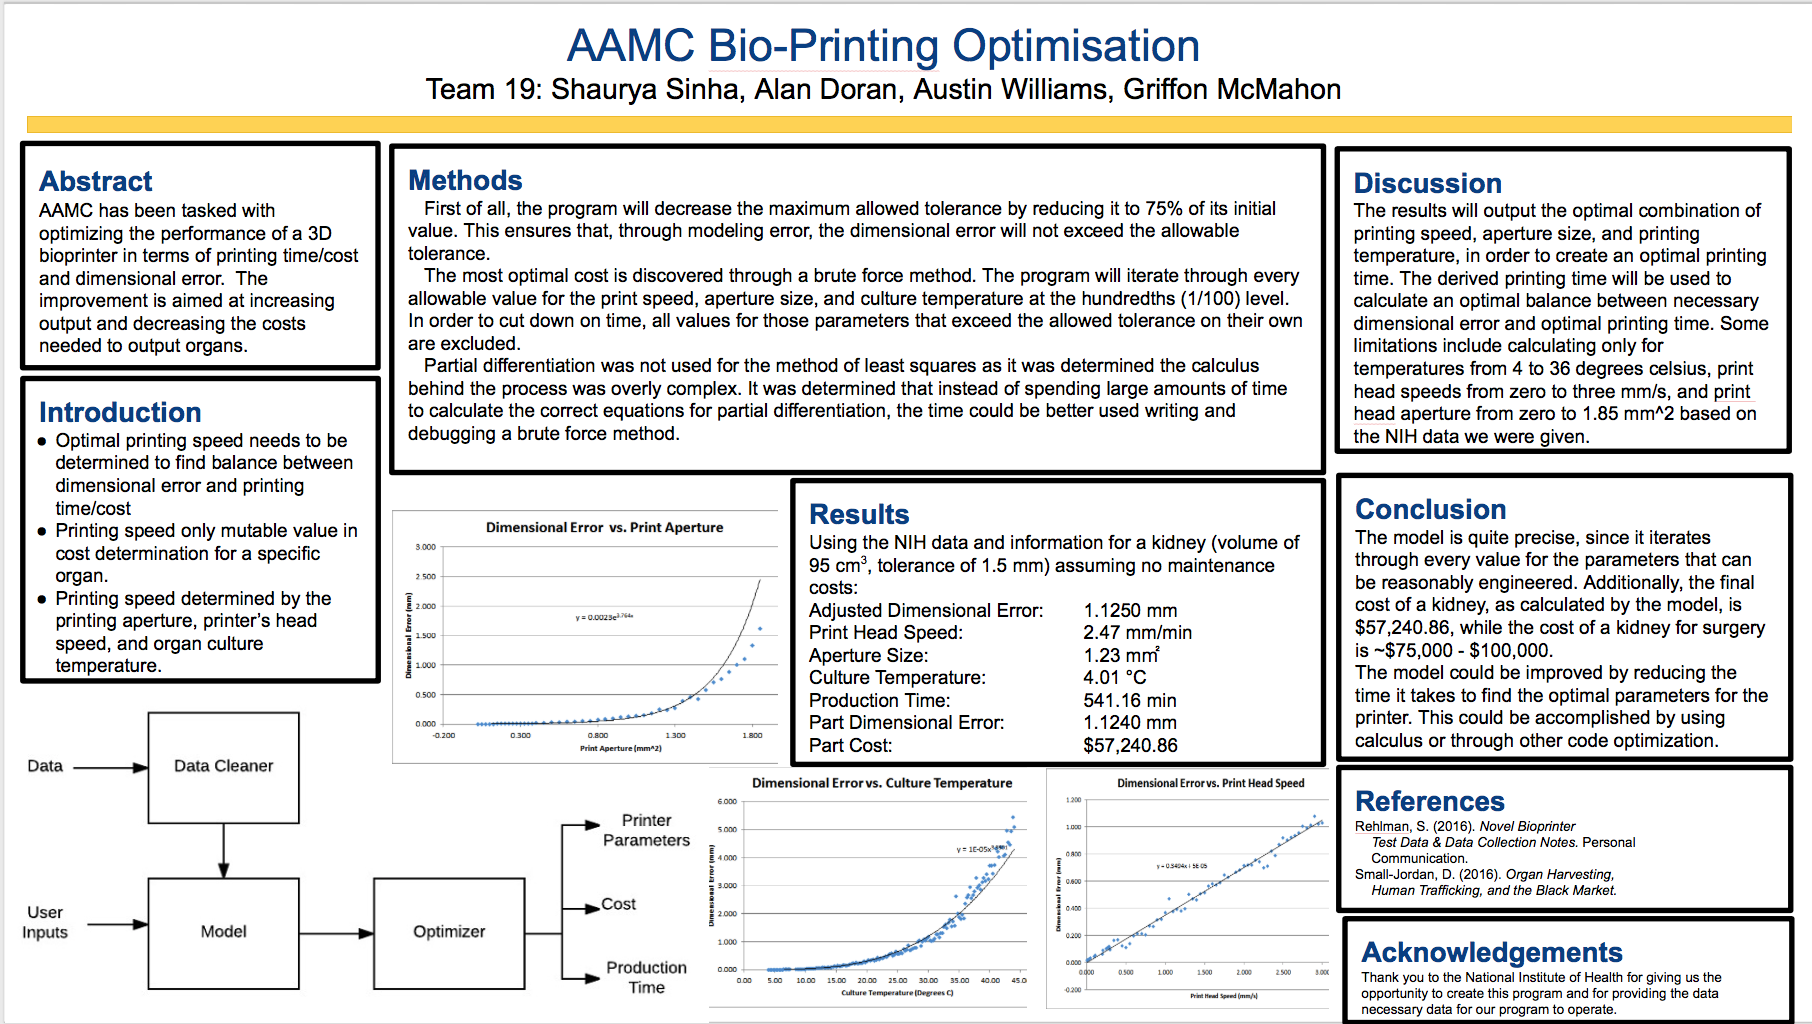 AAMC Bio-Printing Optimisation
Team 19: Shaurya Sinha, Alan Doran, Austin Williams, Griffon McMahon
Abstract
AAMC has been tasked with
optimizing the performance of a 3D
bioprinter in terms of printing time/cost
and dimensional error.  The
improvement is aimed at increasing
output and decreasing the costs
needed to output organs.
Introduction
● Optimal printing speed needs to be
determined to find balance between
dimensional error and printing
time/cost
● Printing speed only mutable value in
cost determination for a specific
organ.
● Printing speed determined by the
printing aperture, printer's head
speed, and organ culture
temperature.
Data
Data Cleaner
User
Inputs
Model
Optimizer
Printer
Parameters
Cost
Production
Time
Methods
First of all, the program will decrease the maximum allowed tolerance by reducing it to 75% of its initial
value. This ensures that, through modeling error, the dimensional error will not exceed the allowable
tolerance.
The most optimal cost is discovered through a brute force method. The program will iterate through every
allowable value for the print speed, aperture size, and culture temperature at the hundredths (1/100) level.
In order to cut down on time, all values for those parameters that exceed the allowed tolerance on their own
are excluded.
Partial differentiation was not used for the method of least squares as it was determined the calculus
behind the process was overly complex. It was determined that instead of spending large amounts of time
to calculate the correct equations for partial differentiation, the time could be better used writing and
debugging a brute force method.
Dimensional Error  vs. Print Aperture
3.000
2.500
2.000
1.500
1.000
0.500
0.000
Dimensional Error (mm)
-0.200 0.300 0.800 1.300 1.800
Print Aperture (mm^2)
Results
Using the NIH data and information for a kidney (volume of
95 cm³, tolerance of 1.5 mm) assuming no maintenance
costs:
Adjusted Dimensional Error: 1.1250 mm
Print Head Speed: 2.47 mm/min
Aperture Size: 1.23 mm²
Culture Temperature: 4.01 °C
Production Time: 541.16 min
Part Dimensional Error: 1.1240 mm
Part Cost: $57,240.86
Dimensional Error vs. Culture Temperature
6.000
5.000
4.000
3.000
2.000
1.000
0.000
Dimensional Error (mm)
0.00 5.00 10.00 15.00 20.00 25.00 30.00 35.00 40.00 45.0
Culture Temperature (Degrees C)
Dimensional Error vs. Print Head Speed
1.200
1.000
0.800
0.600
0.400
0.200
0.000
-0.200
Dimensional Error (mm)
y = 0.3404x + 5E-05
0.000 0.500 1.000 1.500 2.000 2.500 3.000
Print Head Speed (mm/s)
Discussion
The results will output the optimal combination of
printing speed, aperture size, and printing
temperature, in order to create an optimal printing
time. The derived printing time will be used to
calculate an optimal balance between necessary
dimensional error and optimal printing time. Some
limitations include calculating only for
temperatures from 4 to 36 degrees celsius, print
head speeds from zero to three mm/s, and print
head aperture from zero to 1.85 mm^2 based on
the NIH data we were given.
Conclusion
The model is quite precise, since it iterates
through every value for the parameters that can
be reasonably engineered. Additionally, the final
cost of a kidney, as calculated by the model, is
$57,240.86, while the cost of a kidney for surgery
is ~$75,000 - $100,000.
The model could be improved by reducing the
time it takes to find the optimal parameters for the
printer. This could be accomplished by using
calculus or through other code optimization.
References
Rehlman, S. (2016). Novel Bioprinter
Test Data & Data Collection Notes. Personal
Communication.
Small-Jordan, D. (2016). Organ Harvesting,
Human Trafficking, and the Black Market.
Acknowledgements
Thank you to the National Institute of Health for giving us the
opportunity to create this program and for providing the data
necessary data for our program to operate.